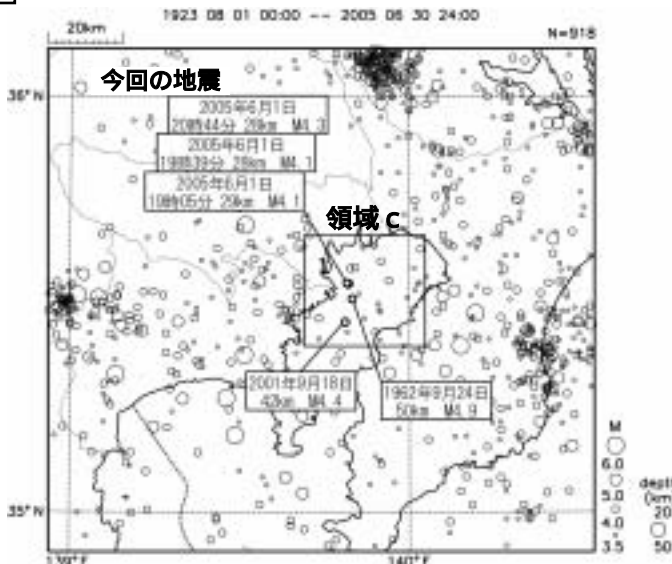 1923 08 01 00:00 -- 2005 06 30 24:00
20km
N=918
今回の地震
36°N
2005年6月1日
20時44分 28km M4.3
2005年6月1日
19時39分 28km M4.1
2005年6月1日
19時05分 29km M4.1
領域c
2001年9月18日
42km M4.4
1962年9月24日
50km M4.9
M
6.0
5.0
4.0
3.5
depth
(km)
20
50
35°N
139°E
140°E